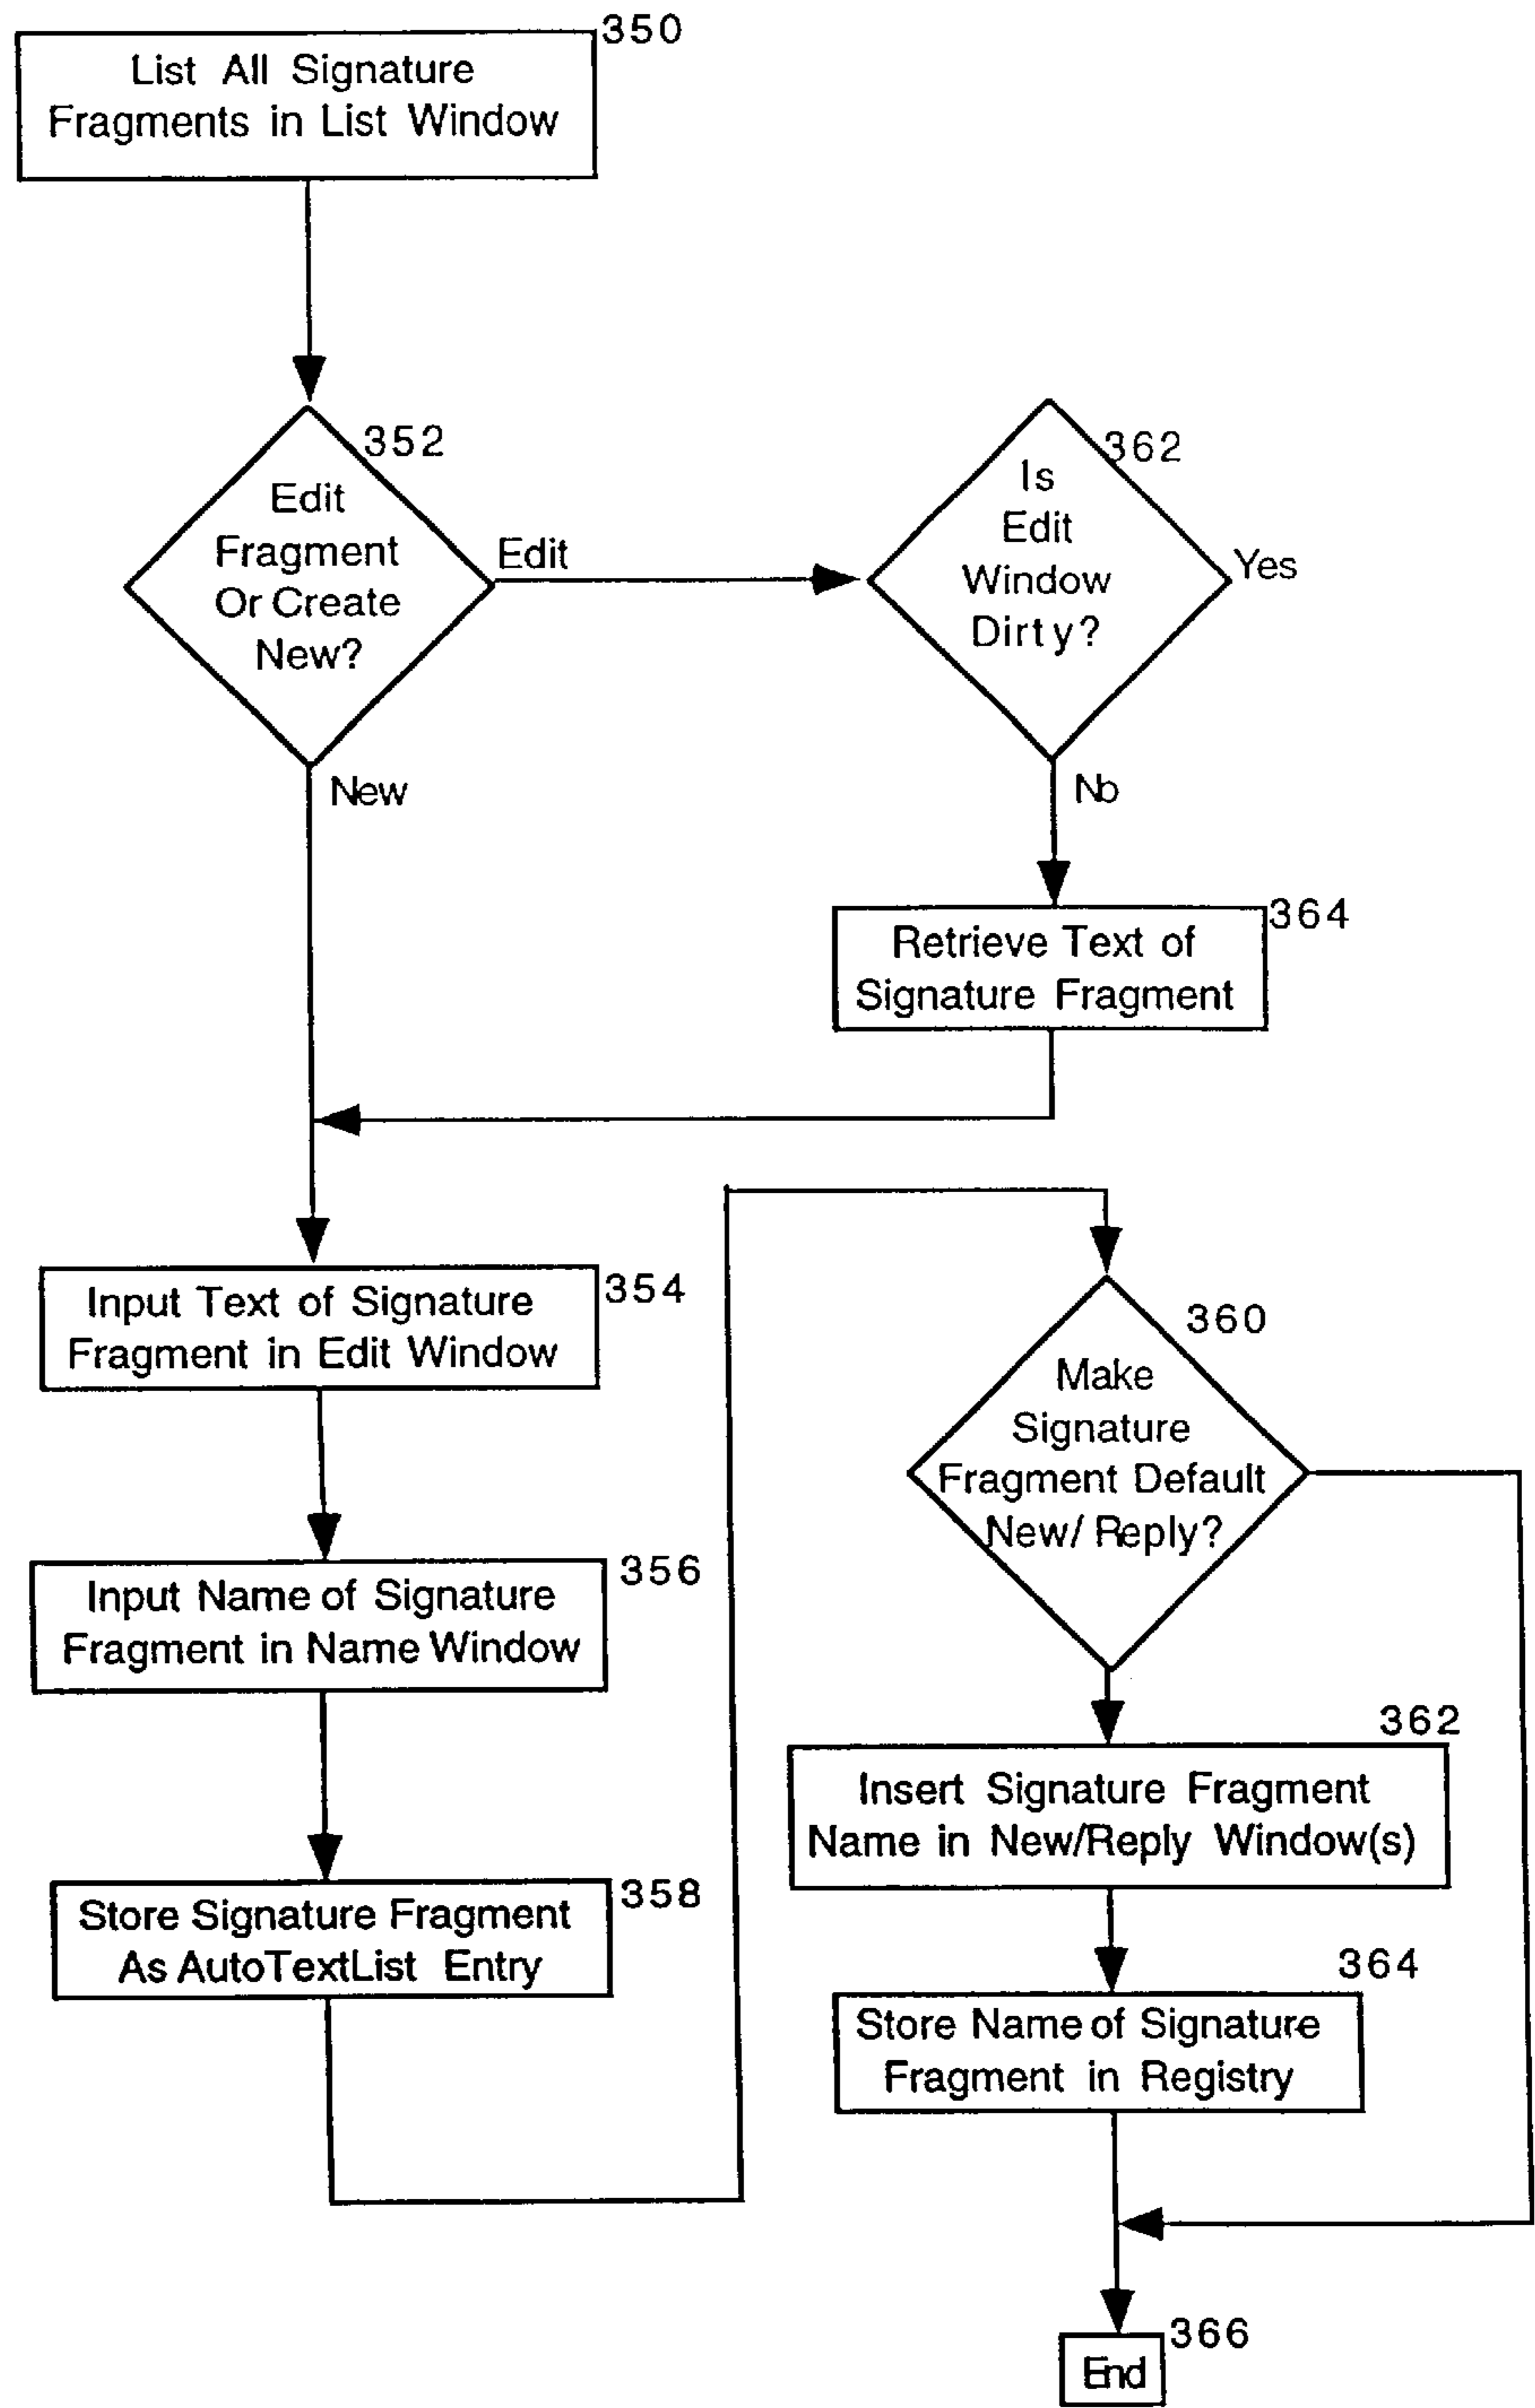 350
List All Signature
Fragments in List Window
352
Edit
Fragment
Or Create
New?
Edit
New
362
Is
Edit
Window
Dirty?
Yes
No
364
Retrieve Text of
Signature Fragment
354
Input Text of Signature
Fragment in Edit Window
356
Input Name of Signature
Fragment in Name Window
358
Store Signature Fragment
As AutoTextList Entry
360
Make
Signature
Fragment Default
New/Reply?
362
Insert Signature Fragment
Name in New/Reply Window(s)
364
Store Name of Signature
Fragment in Registry
366
End